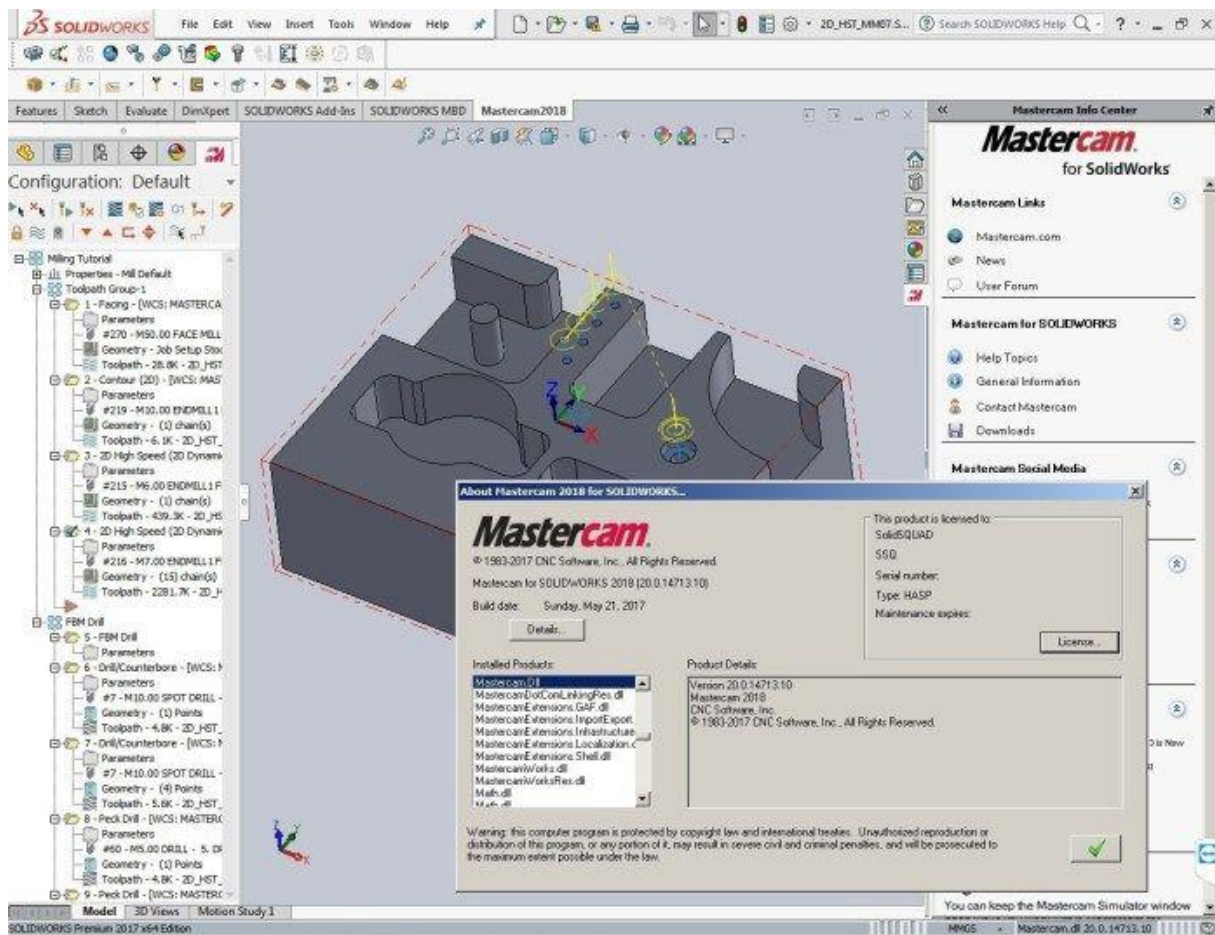 SOLIDWORKS File Edit View Insert Tools Window Help 2D_HST_MM07.S... Search SOLIDWORKS Help
Features Sketch Evaluate DimXpert SOLIDWORKS Add-Ins SOLIDWORKS MBD Mastercam2018
Configuration: Default
Milling Tutorial
Properties - Mill Default
Toolpath Group-1
1 - Facing - [WCS: MASTERCA
Parameters
#270 - M50.00 FACE MILL
Geometry - Job Setup Stoc
Toolpath - 28.8K - 2D_HST
2 - Contour (2D) - [WCS: MAS
Parameters
#219 - M10.00 ENDMILL1
Geometry - (1) chain(s)
Toolpath - 6.1K - 2D_HST_
3 - 2D High Speed (2D Dynami
Parameters
#215 - M6.00 ENDMILL1 F
Geometry - (1) chain(s)
Toolpath - 439.3K - 2D_HS
4 - 2D High Speed (2D Dynami
Parameters
#216 - M7.00 ENDMILL1 F
Geometry - (15) chain(s)
Toolpath - 2281.7K - 2D_H
FBM Drill
5 - FBM Drill
Parameters
6 - Drill/Counterbore - [WCS: M
Parameters
#7 - M10.00 SPOT DRILL -
Geometry - (1) Points
Toolpath - 4.8K - 2D_HST_
7 - Drill/Counterbore - [WCS: M
Parameters
#7 - M10.00 SPOT DRILL -
Geometry - (4) Points
Toolpath - 5.6K - 2D_HST_
8 - Peck Drill - [WCS: MASTERC
Parameters
#60 - M5.00 DRILL - 5. DR
Geometry - (1) Points
Toolpath - 4.8K - 2D_HST_
9 - Peck Drill - [WCS: MASTERC
Z
Y
X
Z
Y
X
Mastercam Info Center
Mastercam.
for SolidWorks
Mastercam Links
Mastercam.com
News
User Forum
Mastercam for SOLIDWORKS
Help Topics
General Information
Contact Mastercam
Downloads
Mastercam Social Media
D is New
You can keep the Mastercam Simulator window
About Mastercam 2018 for SOLIDWORKS...
Mastercam.
© 1983-2017 CNC Software, Inc., All Rights Reserved.
Mastercam for SOLIDWORKS 2018 (20.0.14713.10)
Build date: Sunday, May 21, 2017
Details...
This product is licensed to:
SolidSQUAD
SSQ
Serial number:
Type: HASP
Maintenance expires:
License...
Installed Products:
Mastercam.Dll
MastercamDotComLinkingRes.dll
MastercamExtensions.GAF.dll
MastercamExtensions.ImportExport.
MastercamExtensions.Infrastructure
MastercamExtensions.Localization.d
MastercamExtensions.Shell.dll
MastercamWorks.dll
MastercamWorksRes.dll
Math.dll
Product Details:
Version 20.0.14713.10
Mastercam 2018
CNC Software, Inc.
© 1983-2017 CNC Software, Inc., All Rights Reserved.
Warning: this computer program is protected by copyright law and international treaties. Unauthorized reproduction or
distribution of this program, or any portion of it, may result in severe civil and criminal penalties, and will be prosecuted to
the maximum extent possible under the law.
Model 3D Views Motion Study 1
SOLIDWORKS Premium 2017 x64 Edition MMGS Mastercam.dll 20.0.14713.10